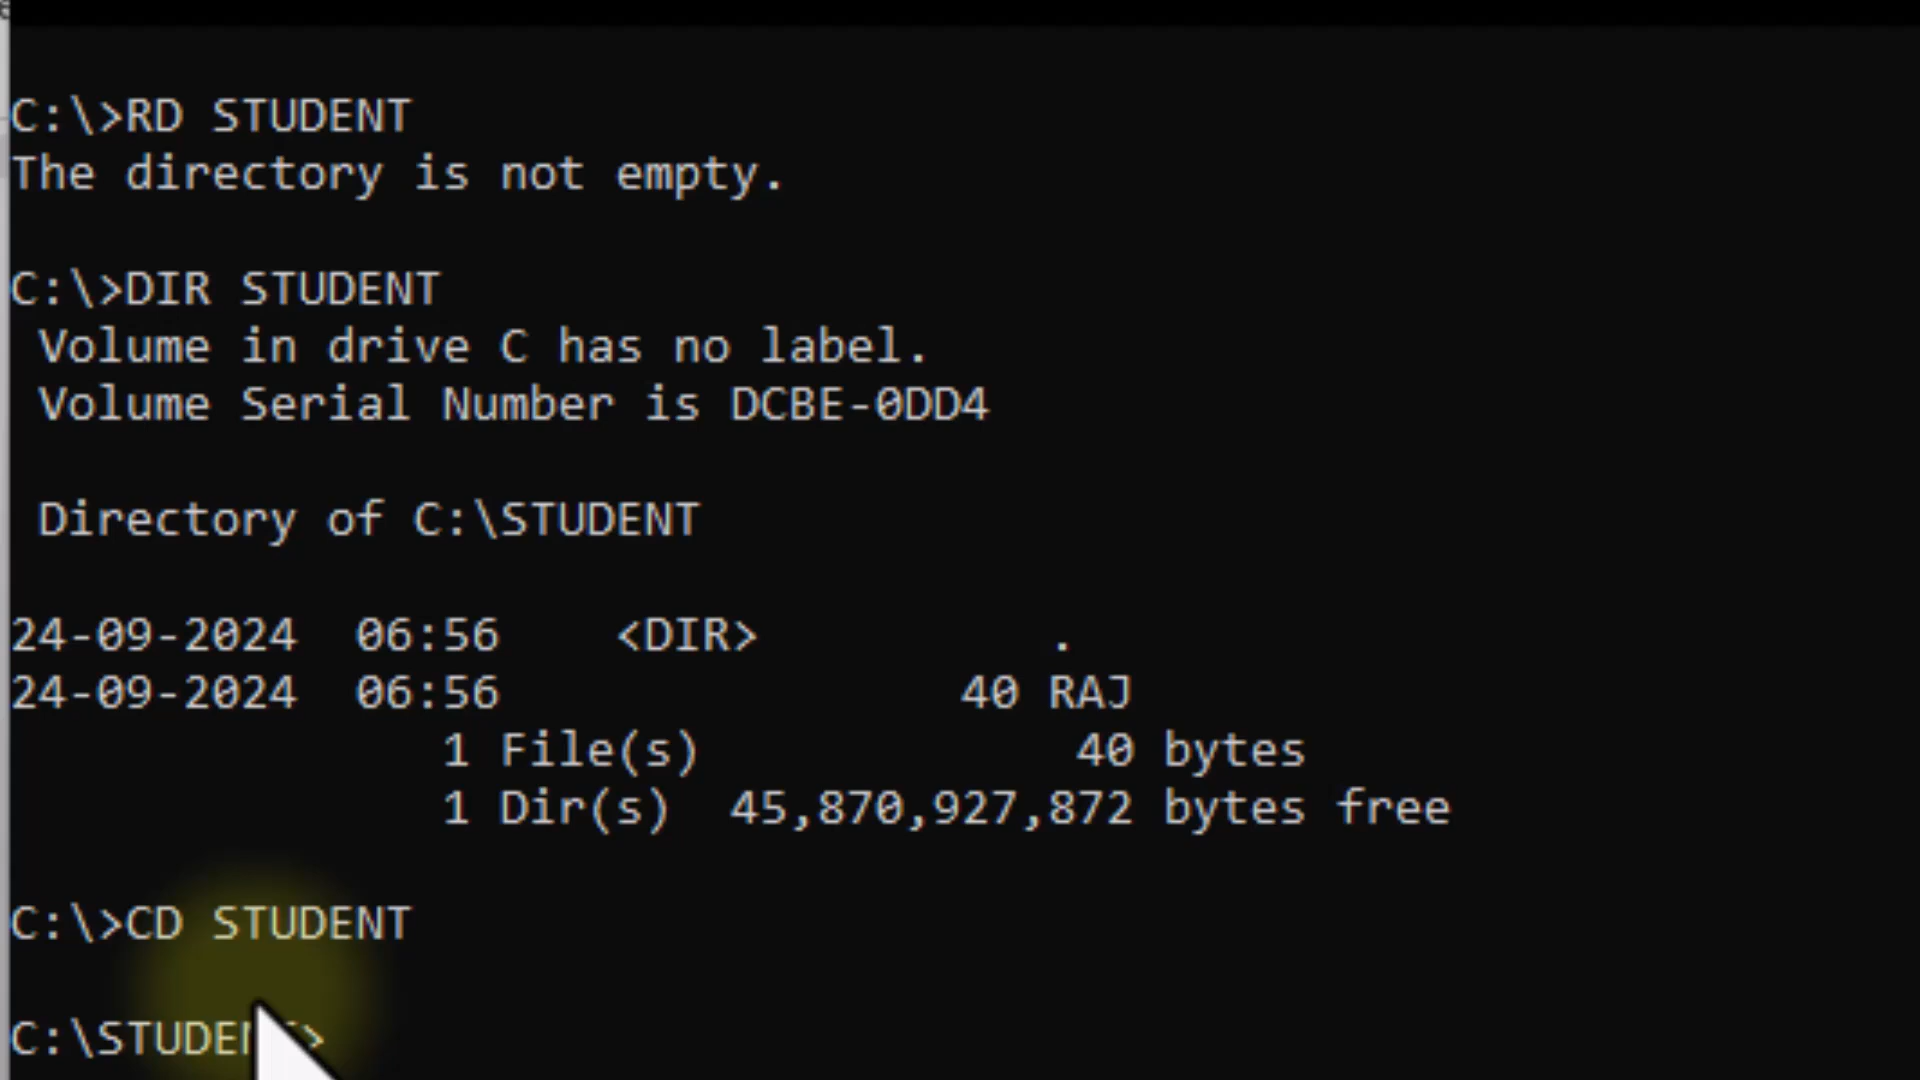 C:\>RD STUDENT
The directory is not empty.
C:\>DIR STUDENT
 Volume in drive C has no label.
 Volume Serial Number is DCBE-0DD4
 Directory of C:\STUDENT
24-09-2024  06:56    <DIR>          .
24-09-2024  06:56                40 RAJ
               1 File(s)             40 bytes
               1 Dir(s)  45,870,927,872 bytes free
C:\>CD STUDENT
C:\STUDENT>